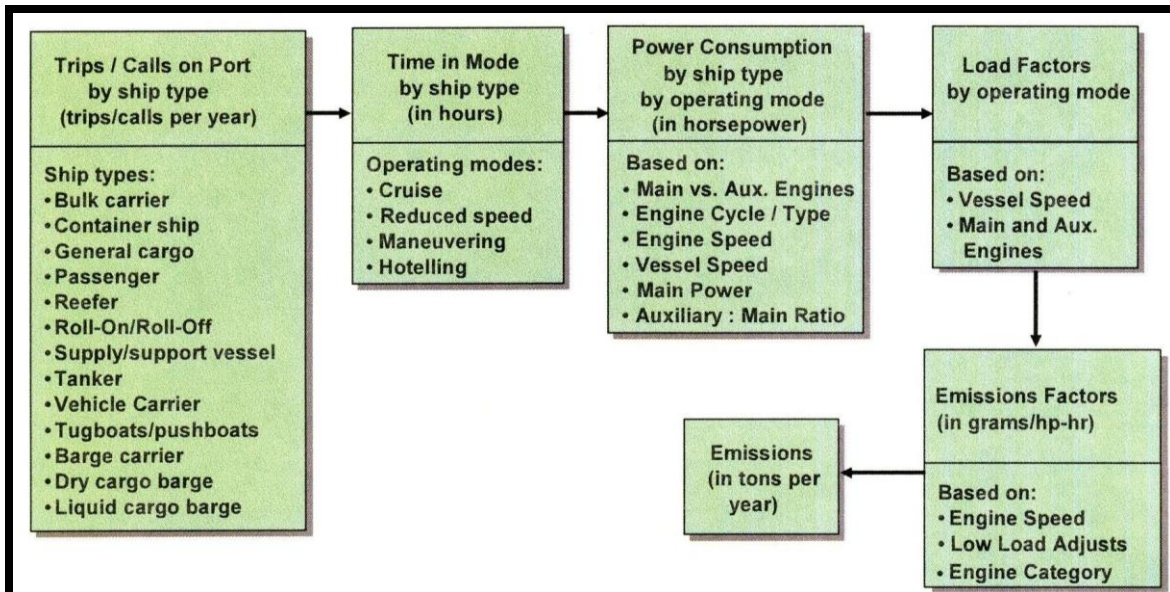 Trips / Calls on Port
by ship type
(trips/calls per year)
Ship types:
•Bulk carrier
•Container ship
•General cargo
•Passenger
•Reefer
•Roll-On/Roll-Off
•Supply/support vessel
•Tanker
•Vehicle Carrier
•Tugboats/pushboats
•Barge carrier
•Dry cargo barge
•Liquid cargo barge
Time in Mode
by ship type
(in hours)
Operating modes:
• Cruise
• Reduced speed
• Maneuvering
• Hotelling
Power Consumption
by ship type
by operating mode
(in horsepower)
Based on:
• Main vs. Aux. Engines
• Engine Cycle / Type
• Engine Speed
• Vessel Speed
• Main Power
• Auxiliary : Main Ratio
Load Factors
by operating mode
Based on:
• Vessel Speed
• Main and Aux.
Engines
Emissions Factors
(in grams/hp-hr)
Based on:
• Engine Speed
• Low Load Adjusts
• Engine Category
Emissions
(in tons per
year)